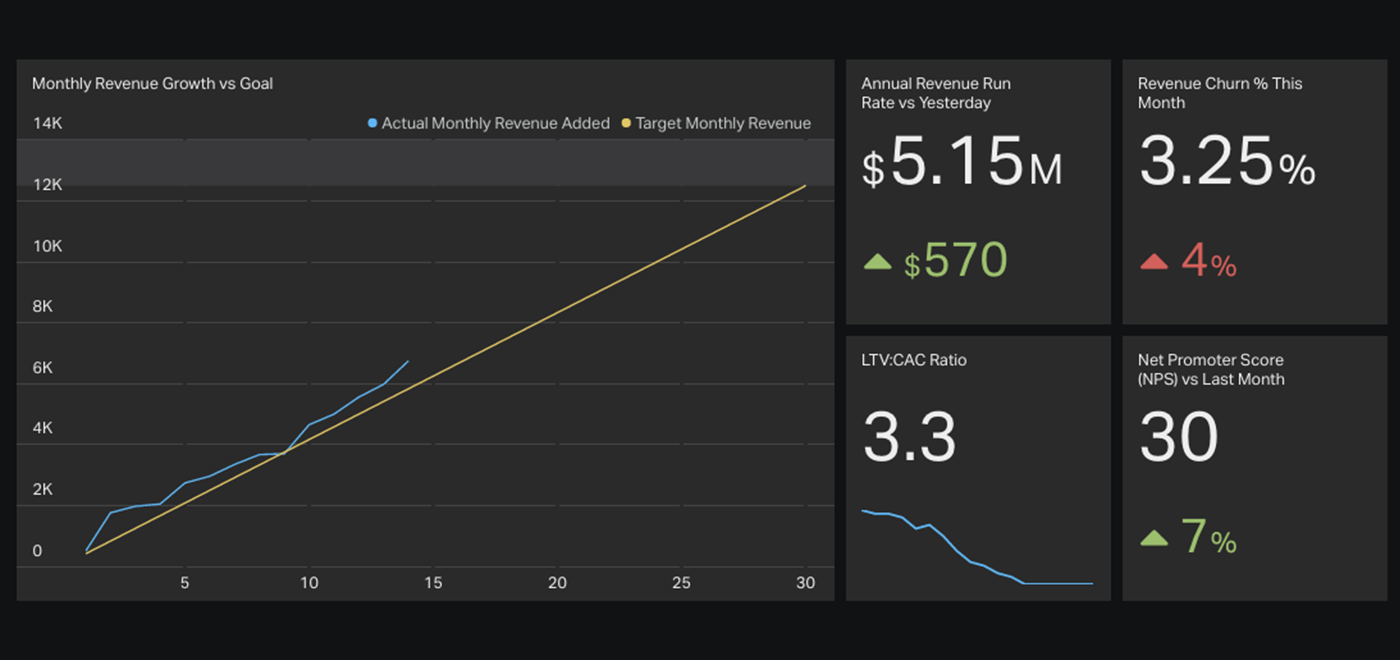 Monthly Revenue Growth vs Goal
Actual Monthly Revenue Added Target Monthly Revenue
14K
12K
10K
8K
6K
4K
2K
0
5 10 15 20 25 30
Annual Revenue Run
Rate vs Yesterday
$5.15M
$570
Revenue Churn % This
Month
3.25%
4%
LTV:CAC Ratio
3.3
Net Promoter Score
(NPS) vs Last Month
30
7%